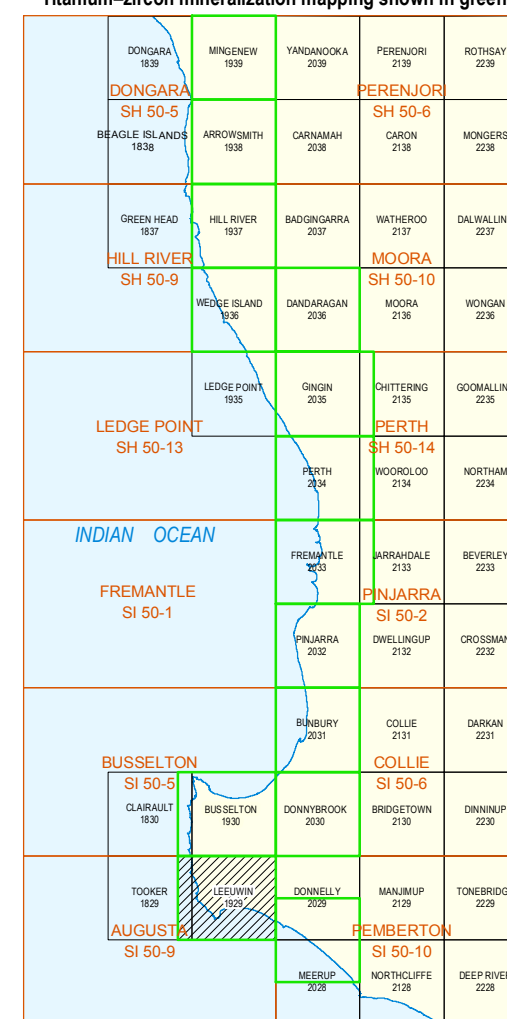 Titanium–zircon mineralization mapping shown in green
DONGARA MINGENEW YANDANOOKA PERENJORI ROTHSAY
1839 1939 2039 2139 2239
DONGARA PERENJORI
SH 50-5 SH 50-6
BEAGLE ISLANDS ARROWSMITH CARNAMAH CARON MONGERS
1838 1938 2038 2138 2238
GREEN HEAD HILL RIVER BADGINGARRA WATHEROO DALWALLIN
1837 1937 2037 2137 2237
HILL RIVER MOORA
SH 50-9 SH 50-10
WEDGE ISLAND DANDARAGAN MOORA WONGAN
1936 2036 2136 2236
LEDGE POINT GINGIN CHITTERING GOOMALLIN
1935 2035 2135 2235
LEDGE POINT PERTH
SH 50-13 SH 50-14
PERTH WOOROLOO NORTHAM
2034 2134 2234
INDIAN OCEAN
FREMANTLE JARRAHDALE BEVERLEY
2033 2133 2233
FREMANTLE PINJARRA
SI 50-1 SI 50-2
PINJARRA DWELLINGUP CROSSMAN
2032 2132 2232
BUNBURY COLLIE DARKAN
2031 2131 2231
BUSSELTON COLLIE
SI 50-5 SI 50-6
CLAIRAULT BUSSELTON DONNYBROOK BRIDGETOWN DINNINUP
1830 1930 2030 2130 2230
TOOKER LEEUWIN DONNELLY MANJIMUP TONEBRIDG
1829 1929 2029 2129 2229
AUGUSTA PEMBERTON
SI 50-9 SI 50-10
MEERUP NORTHCLIFFE DEEP RIVER
2028 2128 2228